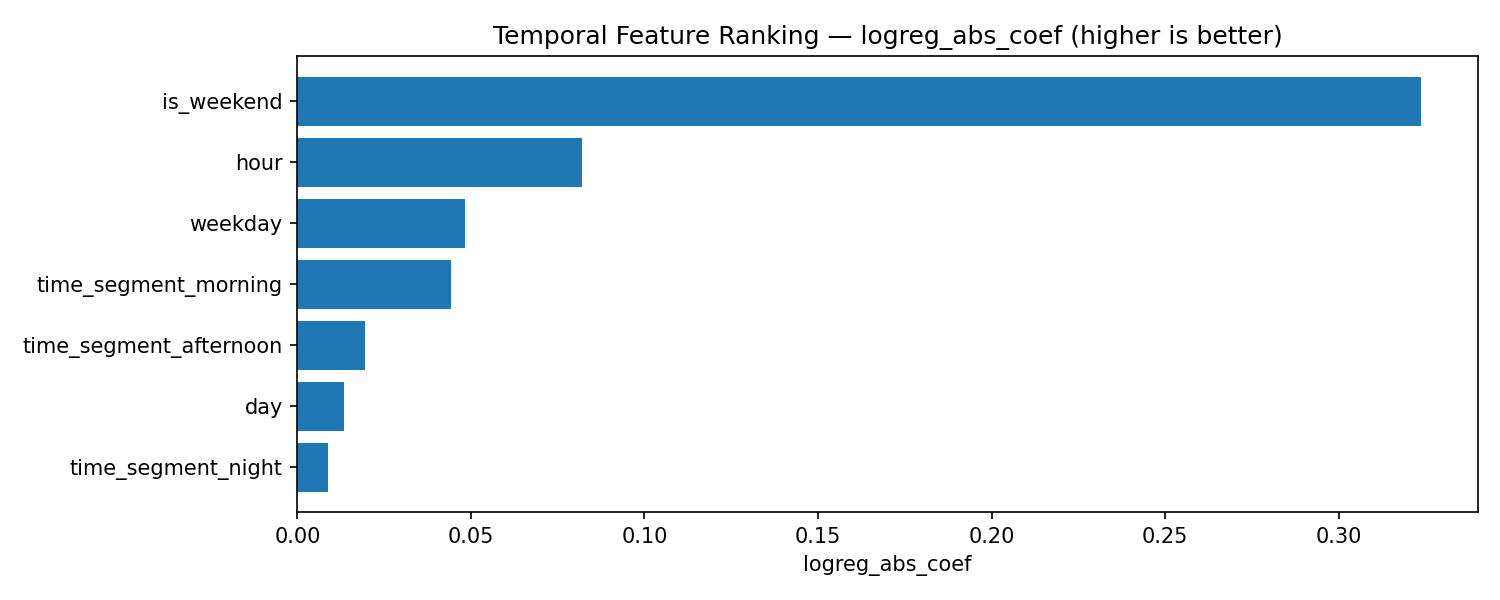 Temporal Feature Ranking — logreg_abs_coef (higher is better)
is_weekend
hour
weekday
time_segment_morning
time_segment_afternoon
day
time_segment_night
0.00 0.05 0.10 0.15 0.20 0.25 0.30
logreg_abs_coef